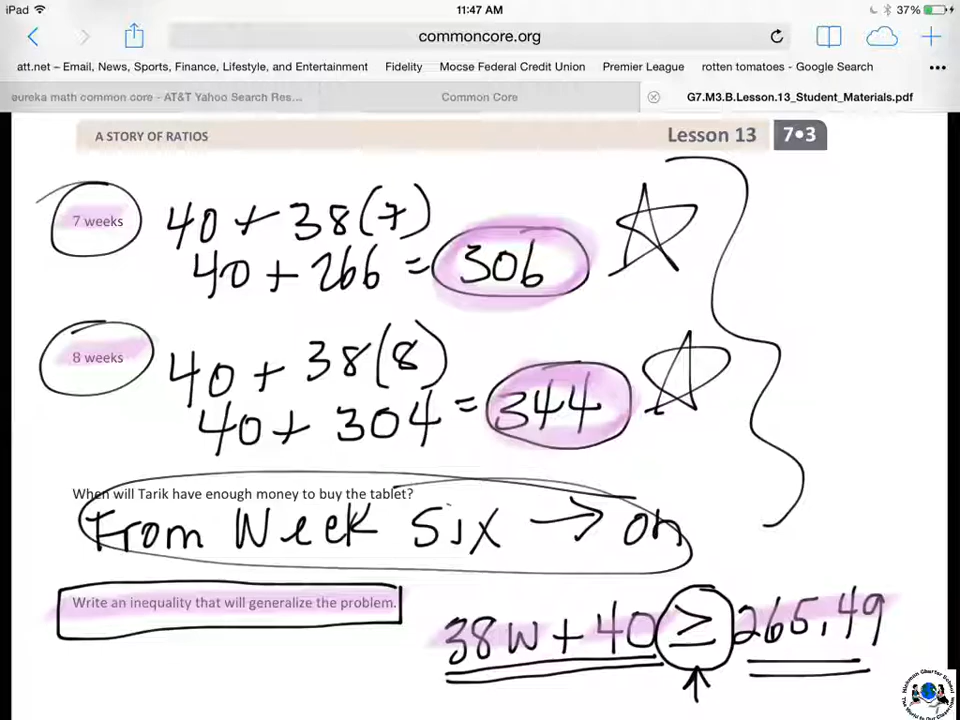 iPad 11:47 AM 37%
commoncore.org
att.net – Email, News, Sports, Finance, Lifestyle, and Entertainment Fidelity Mocse Federal Credit Union Premier League rotten tomatoes - Google Search
eureka math common core - AT&T Yahoo Search Res... Common Core G7.M3.B.Lesson.13_Student_Materials.pdf
A STORY OF RATIOS Lesson 13 7•3
7 weeks 40 + 38(7)
40 + 266 = 306
8 weeks 40 + 38(8)
40 + 304 = 344
When will Tarik have enough money to buy the tablet?
From Week Six → on
Write an inequality that will generalize the problem.
38W + 40 ≥ 265.49